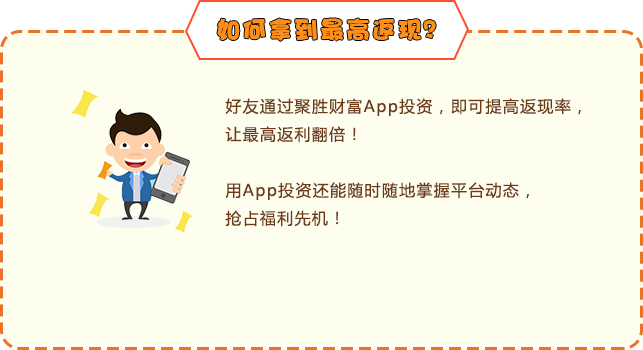 如何拿到最高返现？
好友通过聚胜财富App投资，即可提高返现率，
让最高返利翻倍！
用App投资还能随时随地掌握平台动态，
抢占福利先机！